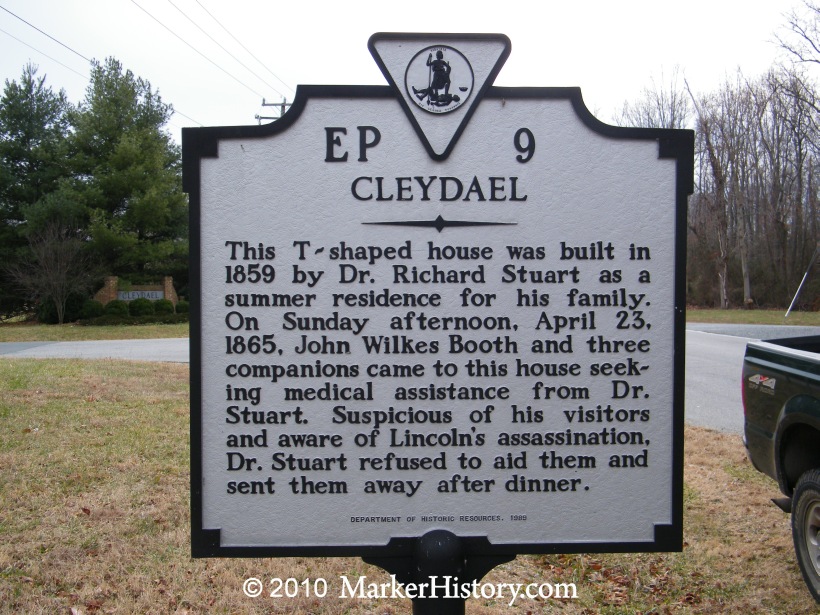 EP 9
CLEYDAEL
This T-shaped house was built in
1859 by Dr. Richard Stuart as a
summer residence for his family.
On Sunday afternoon, April 23,
1865, John Wilkes Booth and three
companions came to this house seek-
ing medical assistance from Dr.
Stuart. Suspicious of his visitors
and aware of Lincoln's assassination,
Dr. Stuart refused to aid them and
sent them away after dinner.
DEPARTMENT OF HISTORIC RESOURCES, 1989
CLEYDAEL
4x4
© 2010 MarkerHistory.com